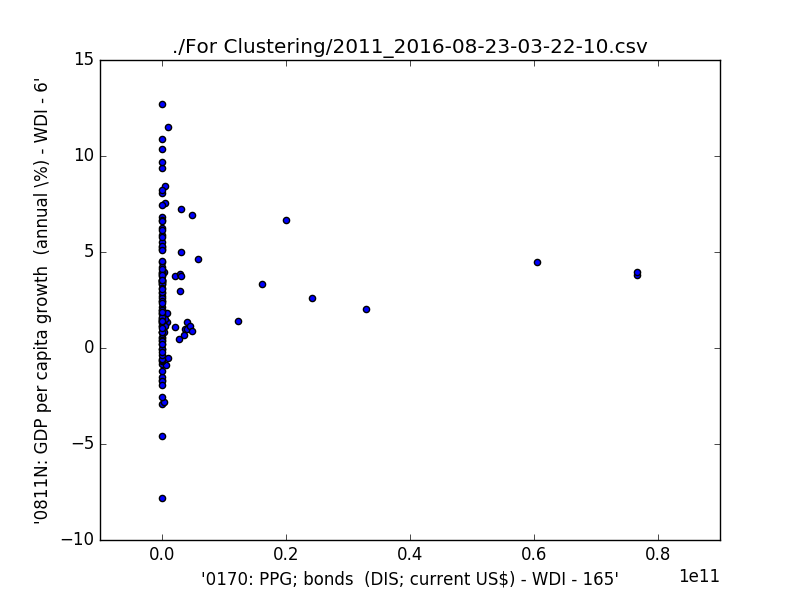 ./For Clustering/2011_2016-08-23-03-22-10.csv
15
10
5
0
−5
−10
'0811N: GDP per capita growth  (annual \%) - WDI - 6'
0.0 0.2 0.4 0.6 0.8
1e11
'0170: PPG; bonds  (DIS; current US$) - WDI - 165'